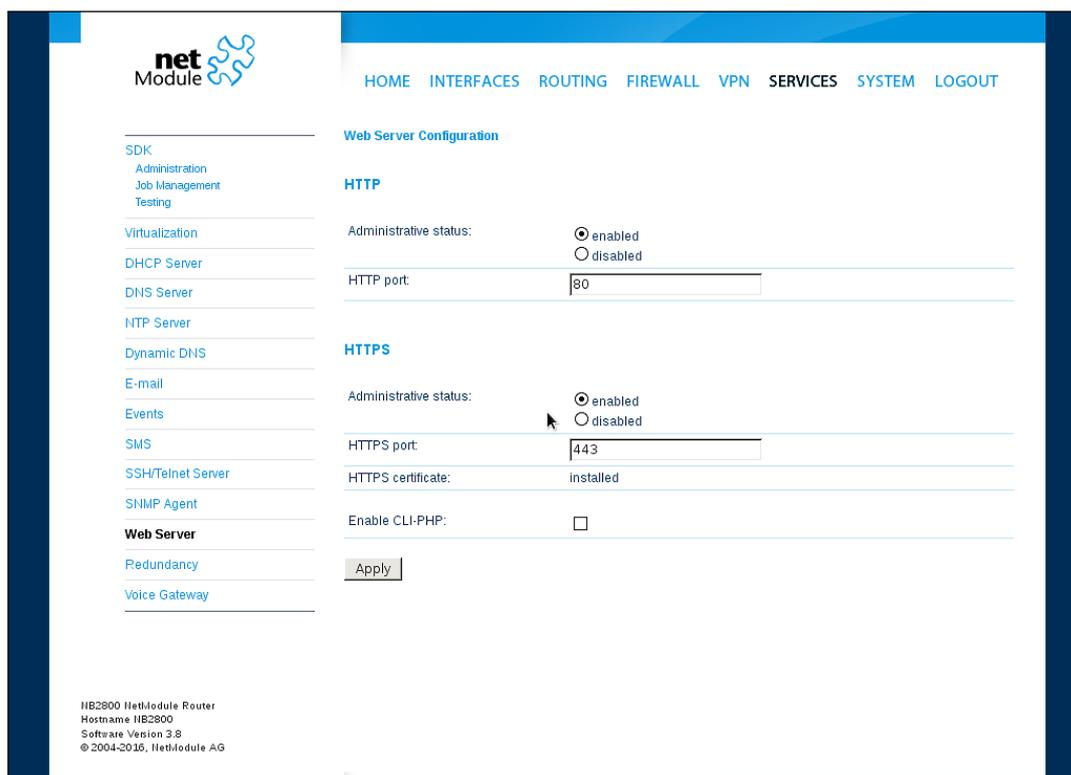 net
Module
HOME INTERFACES ROUTING FIREWALL VPN SERVICES SYSTEM LOGOUT
SDK
Administration
Job Management
Testing
Virtualization
DHCP Server
DNS Server
NTP Server
Dynamic DNS
E-mail
Events
SMS
SSH/Telnet Server
SNMP Agent
Web Server
Redundancy
Voice Gateway
Web Server Configuration
HTTP
Administrative status:
enabled
disabled
HTTP port:
80
HTTPS
Administrative status:
enabled
disabled
HTTPS port:
443
HTTPS certificate:
installed
Enable CLI-PHP:
Apply
NB2800 NetModule Router
Hostname NB2800
Software Version 3.8
© 2004-2016, NetModule AG